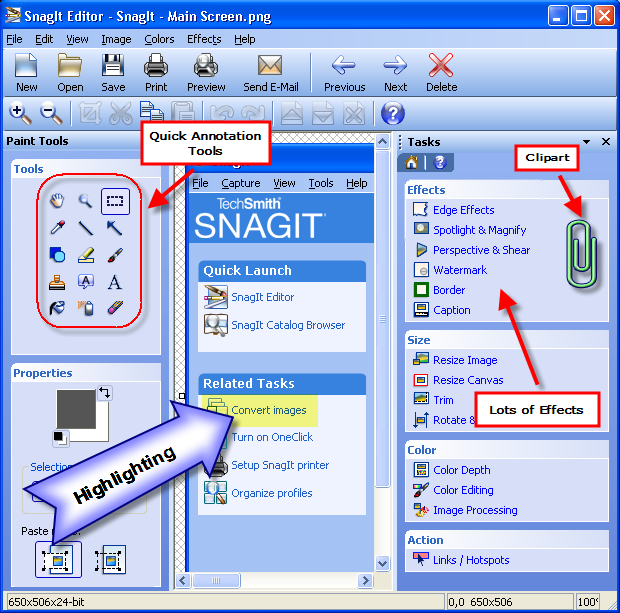 SnagIt Editor - SnagIt - Main Screen.png
File Edit View Image Colors Effects Help
New Open Save Print Preview Send E-Mail Previous Next Delete
Paint Tools
Tools
A
A
Properties
Selection
Paste
Quick Annotation
Tools
File Capture View Tools Help
TechSmith
SNAGIT
Quick Launch
SnagIt Editor
SnagIt Catalog Browser
Related Tasks
Convert images
Turn on OneClick
Setup SnagIt printer
Organize profiles
Highlighting
Tasks
Clipart
Effects
Edge Effects
Spotlight & Magnify
Perspective & Shear
Watermark
Border
Caption
Lots of Effects
Size
Resize Image
Resize Canvas
Trim
Rotate &
Color
Color Depth
Color Editing
Image Processing
Action
Links / Hotspots
650x506x24-bit
0,0 650x506
100%